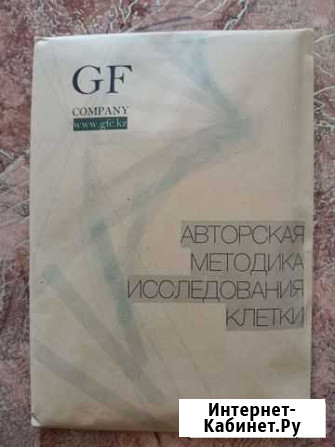 GF
COMPANY
www.gfc.kz
АВТОРСКАЯ
МЕТОДИКА
ИССЛЕДОВАНИЯ
КЛЕТКИ
Интернет-
Кабинет.Ру